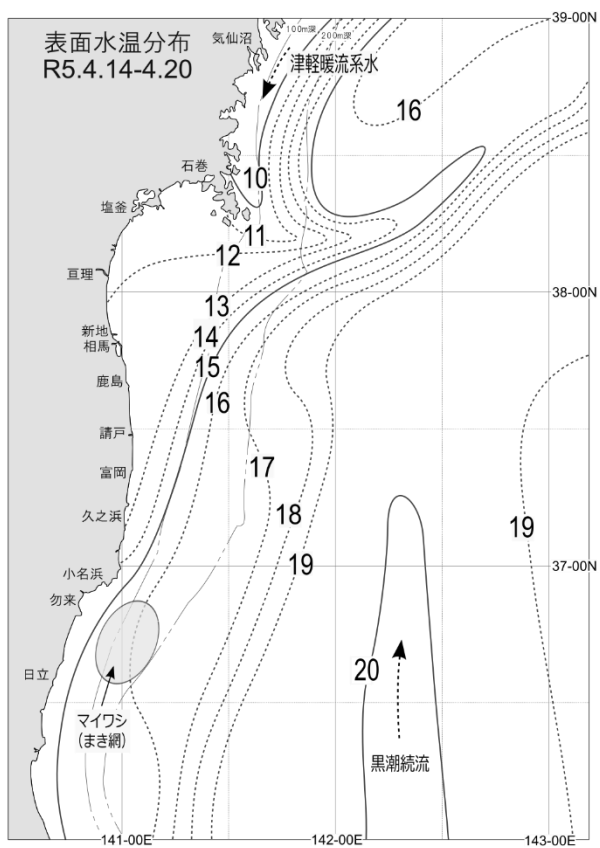 表面水温分布
R5.4.14-4.20
気仙沼
100m深
200m深
39-00N
津軽暖流系水
16
石巻
10
塩釜
11
12
亘理
38-00N
13
新地
14
相馬
15
鹿島
16
請戸
17
富岡
18
久之浜
19
19
小名浜
37-00N
勿来
日立
20
マイワシ
(まき網)
黒潮続流
141-00E
142-00E
143-00E